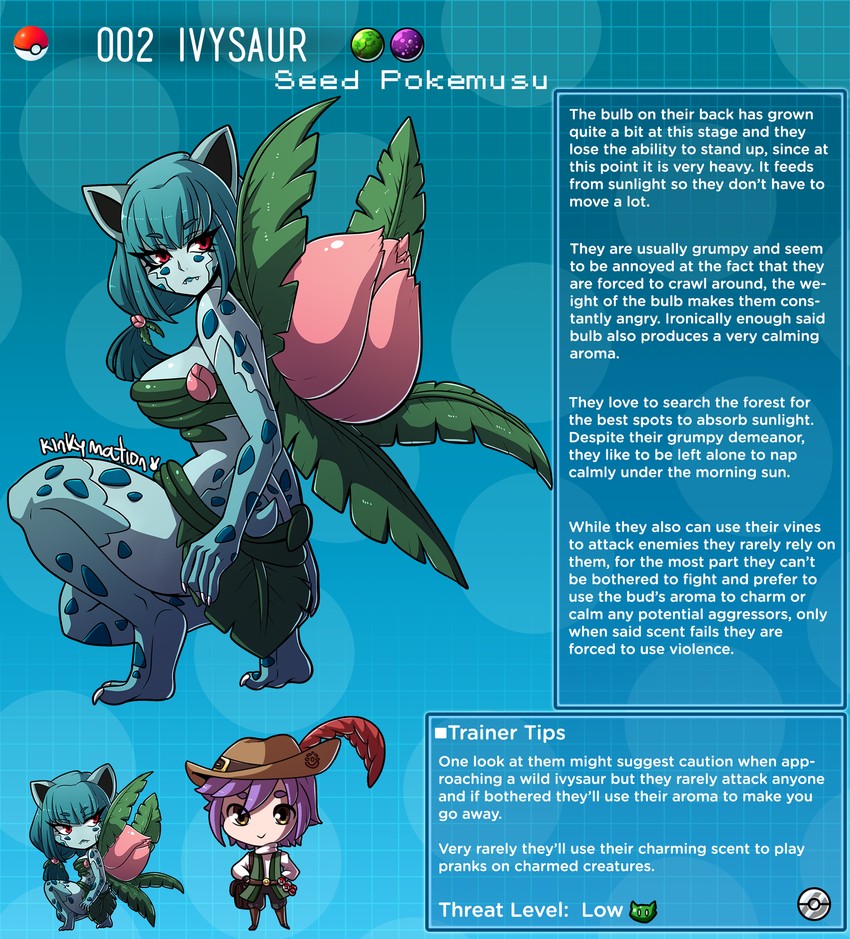 002 IVYSAUR
Seed Pokemusu
The bulb on their back has grown
quite a bit at this stage and they
lose the ability to stand up, since at
this point it is very heavy. It feeds
from sunlight so they don't have to
move a lot.
They are usually grumpy and seem
to be annoyed at the fact that they
are forced to crawl around, the we-
ight of the bulb makes them cons-
tantly angry. Ironically enough said
bulb also produces a very calming
aroma.
They love to search the forest for
the best spots to absorb sunlight.
Despite their grumpy demeanor,
they like to be left alone to nap
calmly under the morning sun.
While they also can use their vines
to attack enemies they rarely rely on
them, for the most part they can't
be bothered to fight and prefer to
use the bud's aroma to charm or
calm any potential aggressors, only
when said scent fails they are
forced to use violence.
kinkymation
Trainer Tips
One look at them might suggest caution when app-
roaching a wild ivysaur but they rarely attack anyone
and if bothered they'll use their aroma to make you
go away.
Very rarely they'll use their charming scent to play
pranks on charmed creatures.
Threat Level: Low